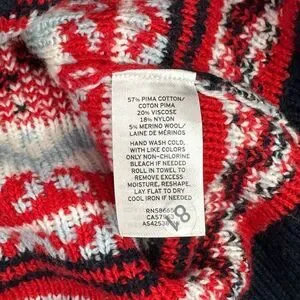 57% PIMA COTTON/
COTON PIMA
20% VISCOSE
18% NYLON
5% MERINO WOOL/
LAINE DE MÉRINOS
HAND WASH COLD,
WITH LIKE COLORS
ONLY NON-CHLORINE
BLEACH IF NEEDED
ROLL IN TOWEL TO
REMOVE EXCESS
MOISTURE, RESHAPE,
LAY FLAT TO DRY
COOL IRON IF NEEDED